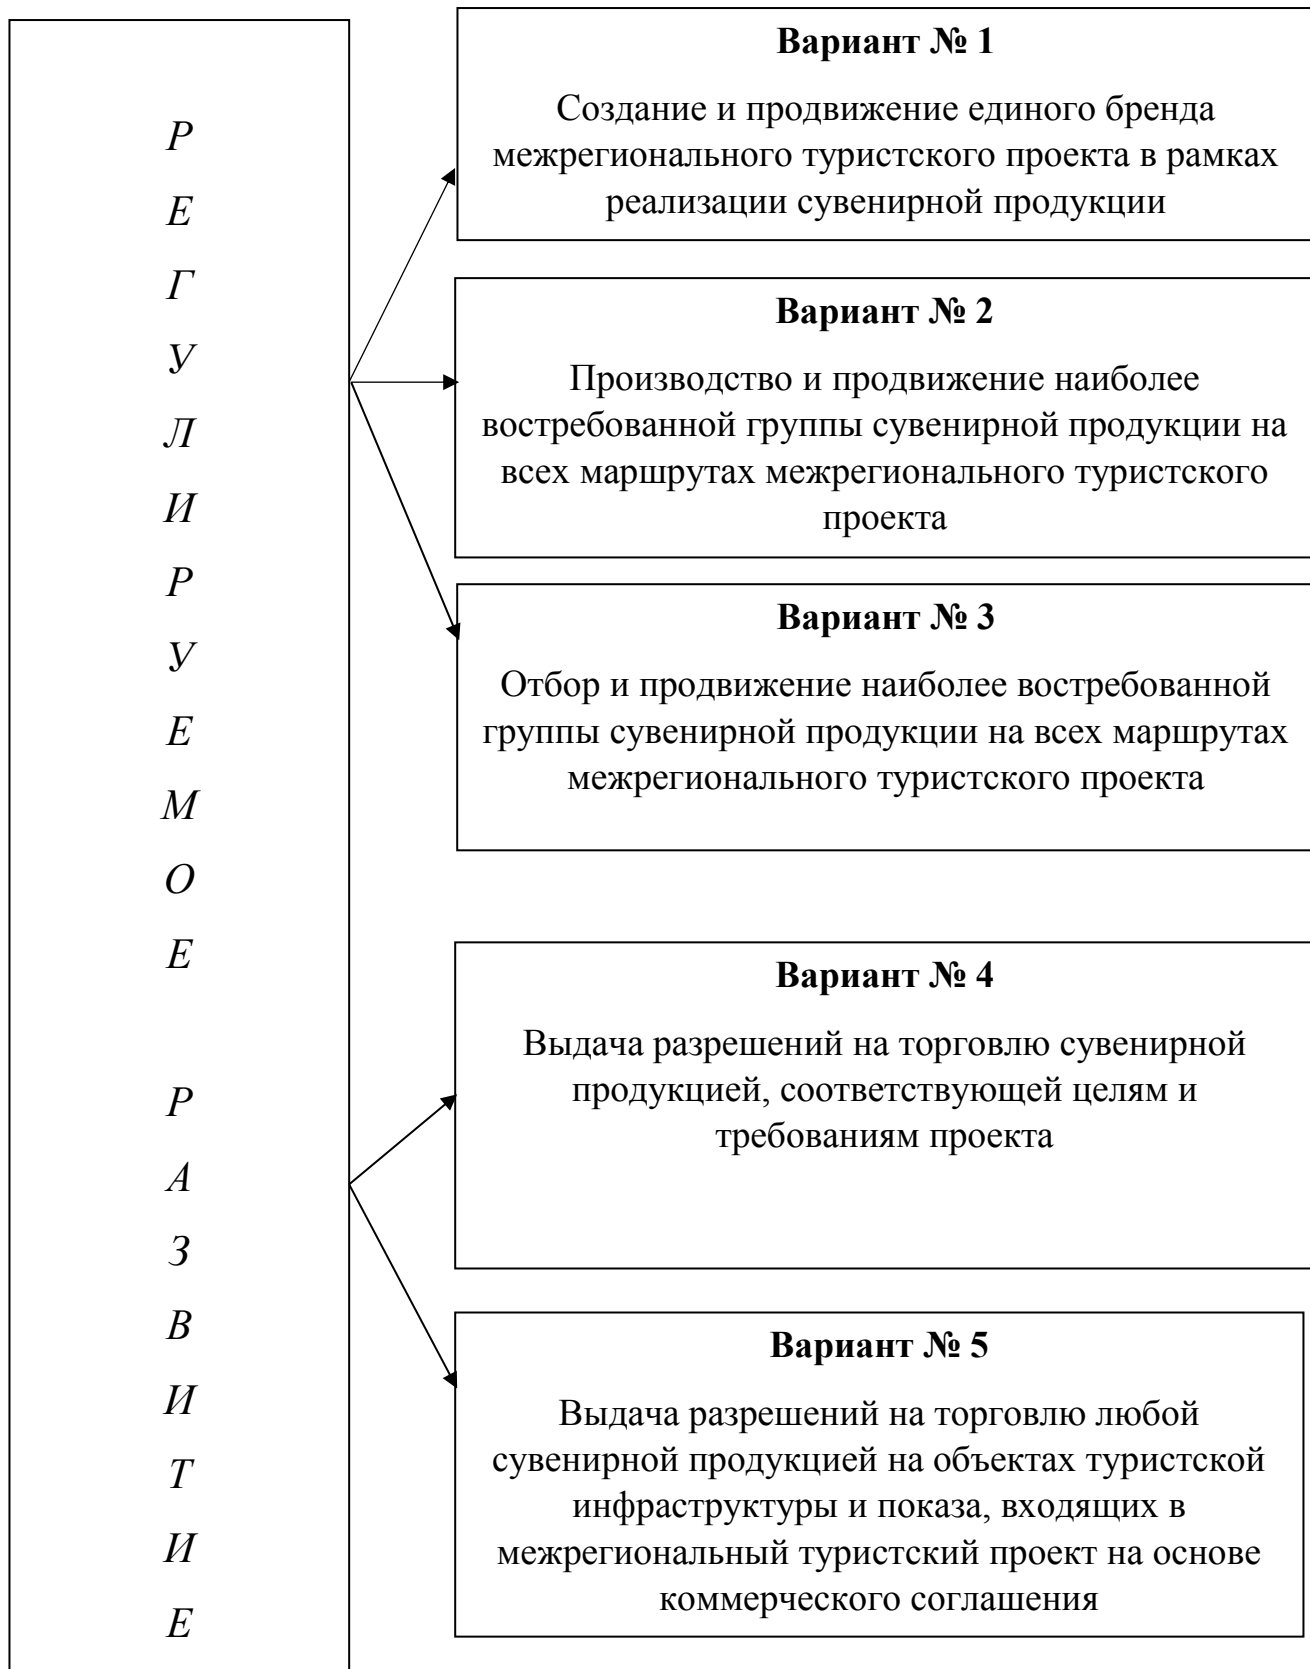 Р
Е
Г
У
Л
И
Р
У
Е
М
О
Е
Р
А
З
В
И
Т
И
Е
Вариант № 1
Создание и продвижение единого бренда
межрегионального туристского проекта в рамках
реализации сувенирной продукции
Вариант № 2
Производство и продвижение наиболее
востребованной группы сувенирной продукции на
всех маршрутах межрегионального туристского
проекта
Вариант № 3
Отбор и продвижение наиболее востребованной
группы сувенирной продукции на всех маршрутах
межрегионального туристского проекта
Вариант № 4
Выдача разрешений на торговлю сувенирной
продукцией, соответствующей целям и
требованиям проекта
Вариант № 5
Выдача разрешений на торговлю любой
сувенирной продукцией на объектах туристской
инфраструктуры и показа, входящих в
межрегиональный туристский проект на основе
коммерческого соглашения